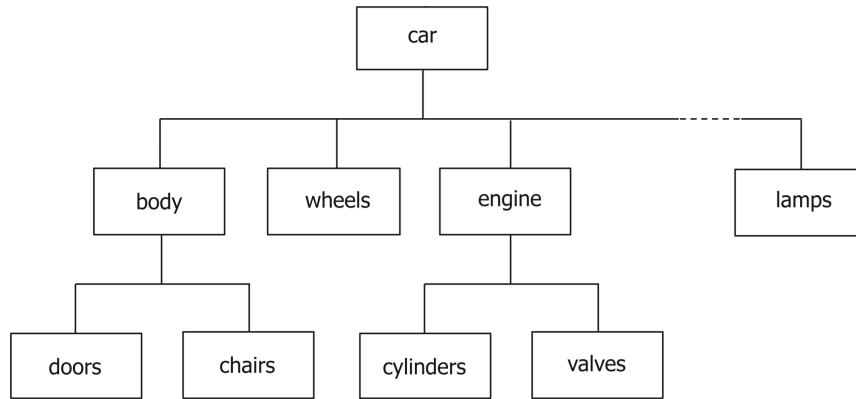 car
body
wheels
engine
lamps
doors
chairs
cylinders
valves